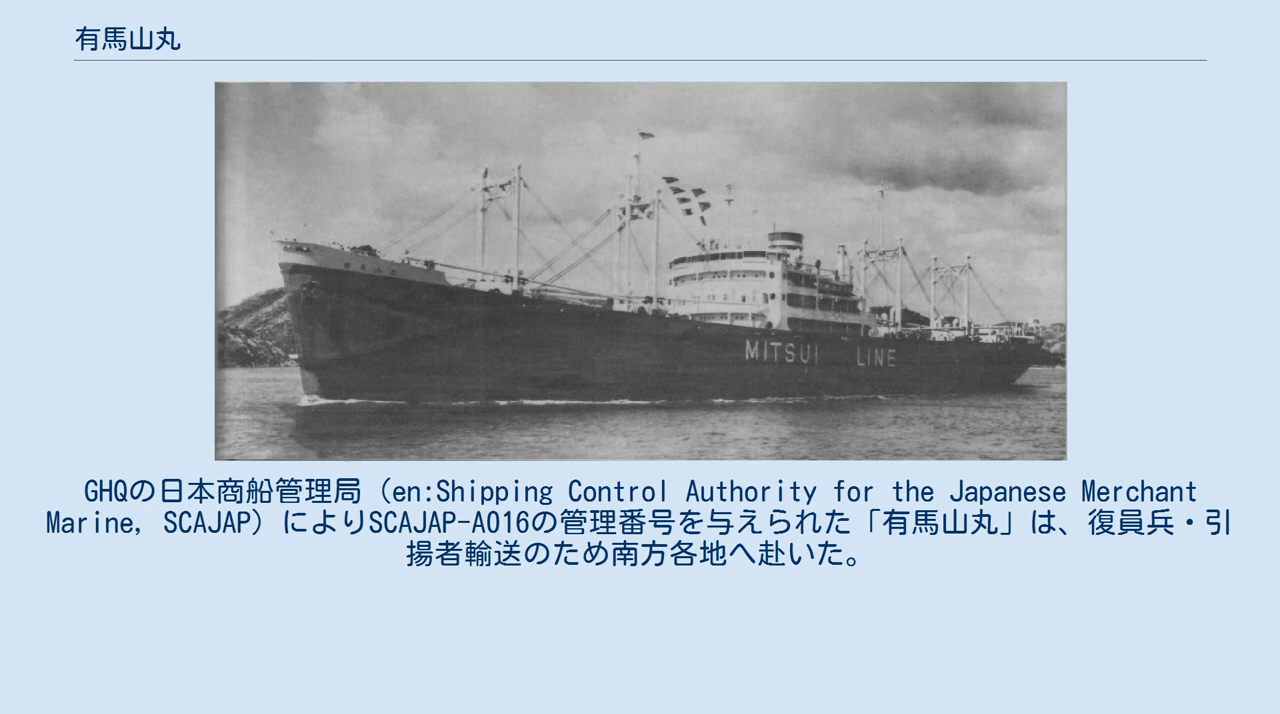 有馬山丸
MITSUI LINE
GHQの日本商船管理局（en:Shipping Control Authority for the Japanese Merchant
Marine, SCAJAP）によりSCAJAP-A016の管理番号を与えられた「有馬山丸」は、復員兵・引
揚者輸送のため南方各地へ赴いた。